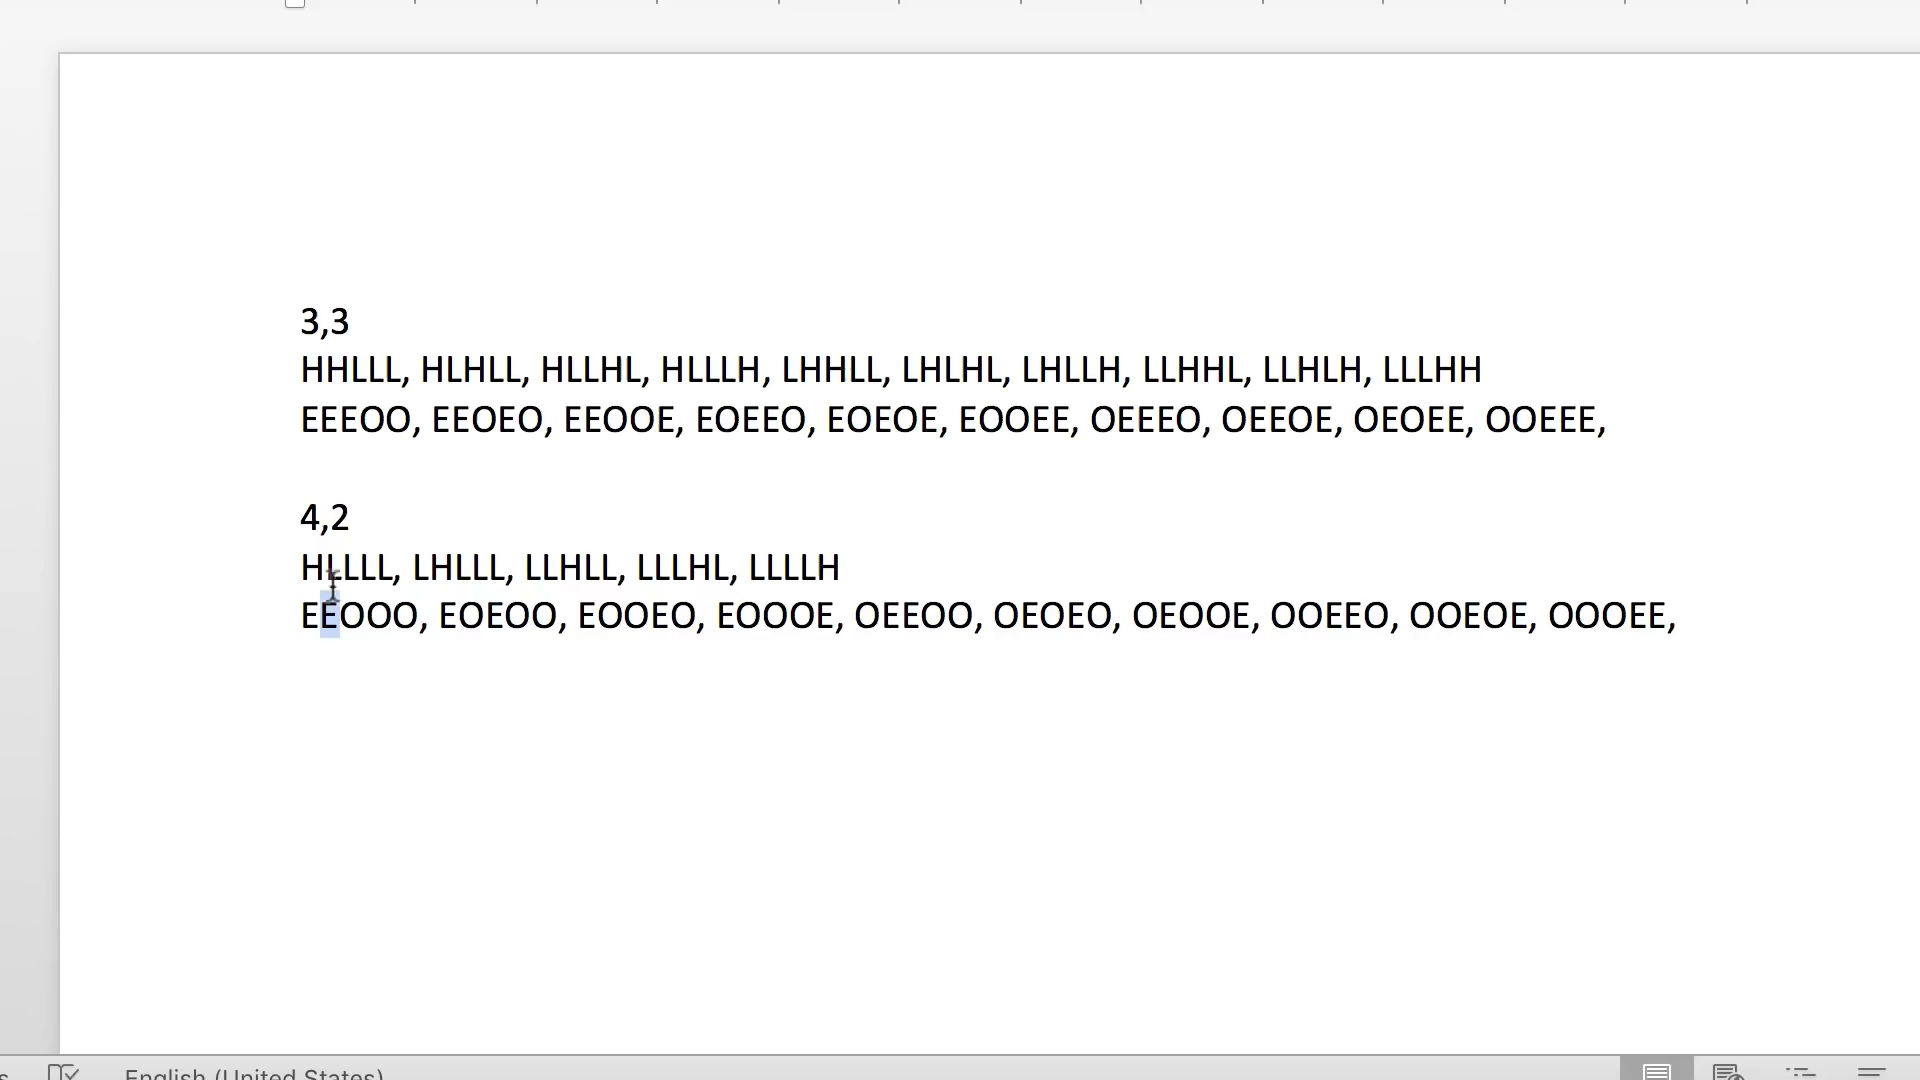 3,3
HHLLL, HLHLL, HLLHL, HLLLH, LHHLL, LHLHL, LHLLH, LLHHL, LLHLH, LLLHH
EEEOO, EEOEO, EEOOE, EOEEO, EOEOE, EOOEE, OEEEO, OEEOE, OEOEE, OOEEE,
4,2
HLLLL, LHLLL, LLHLL, LLLHL, LLLLH
EEOOO, EOEOO, EOOEO, EOOOE, OEEOO, OEOEO, OEOOE, OOEEO, OOEOE, OOOEE,
English (United States)